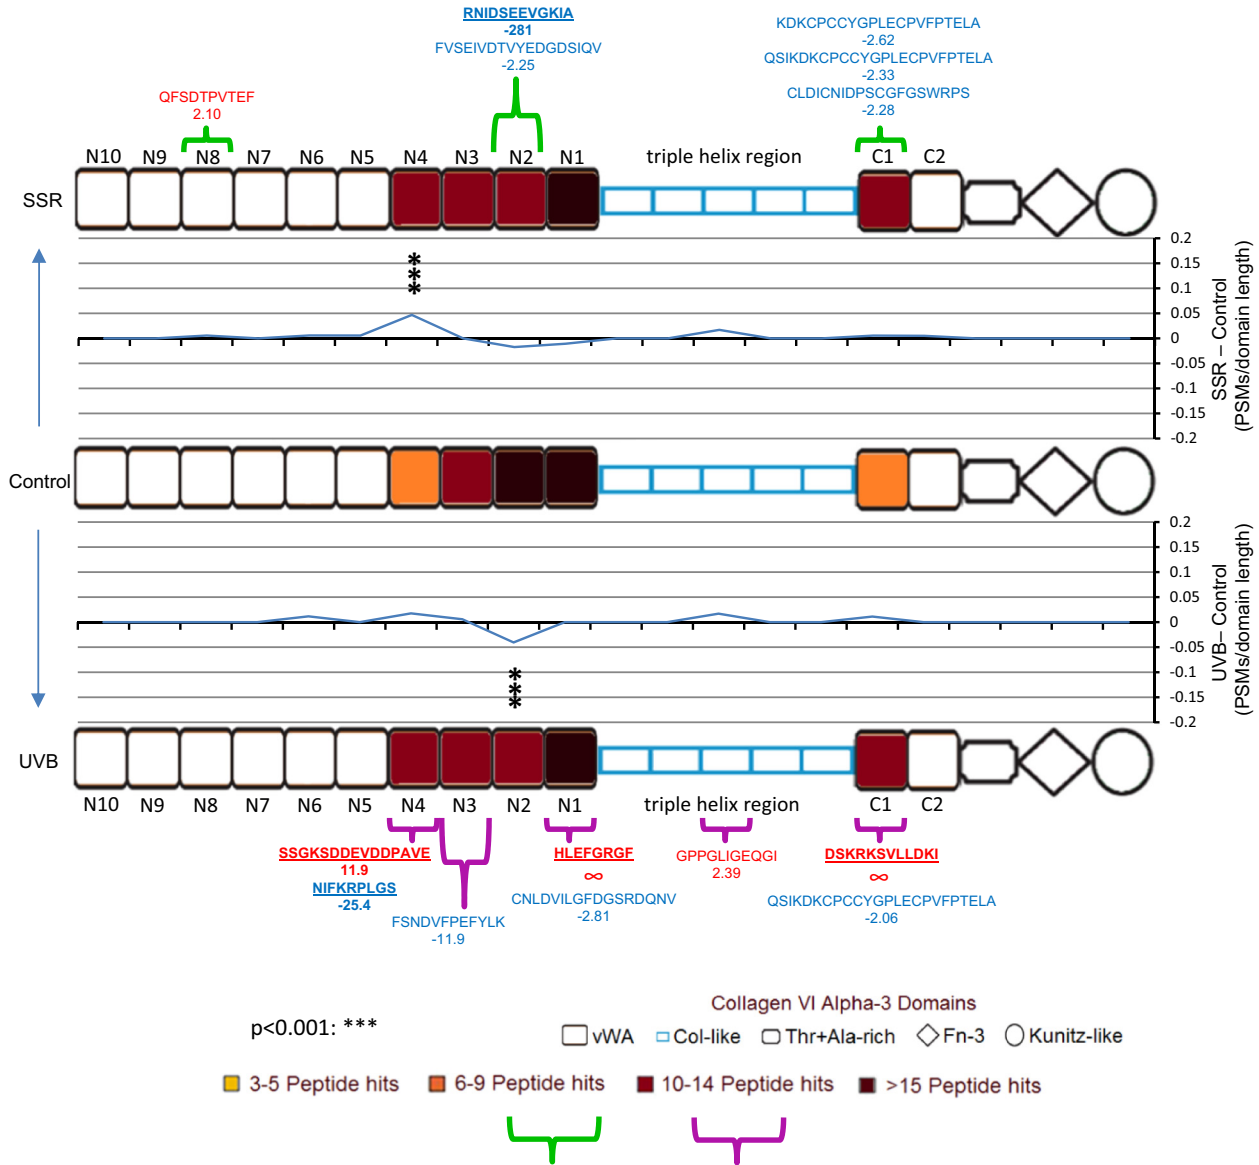 RNIDSEEVGKIA
-281
FVSEIVDTVYEDGDSIQV
-2.25
KDKCPCCYGPLECPVFPTELA
-2.62
QSIKDKCPCCYGPLECPVFPTELA
-2.33
CLDICNIDPSCGFGSWRPS
-2.28
QFSDTPVTEF
2.10
N10 N9 N8 N7 N6 N5 N4 N3 N2 N1 triple helix region C1 C2
SSR
0.2
0.15
0.1
0.05
0
-0.05
-0.1
-0.15
-0.2
SSR – Control
(PSMs/domain length)
***
Control
0.2
0.15
0.1
0.05
0
-0.05
-0.1
-0.15
-0.2
UVB– Control
(PSMs/domain length)
***
UVB
N10 N9 N8 N7 N6 N5 N4 N3 N2 N1 triple helix region C1 C2
SSGKSDDEVDDPAVE
11.9
NIFKRPLGS
-25.4
FSNDVFPEFYLK
-11.9
HLEFGRGF
∞
CNLDVILGFDGSRDQNV
-2.81
GPPGLIGEQGI
2.39
DSKRKSVLLDKI
∞
QSIKDKCPCCYGPLECPVFPTELA
-2.06
p<0.001: ***
Collagen VI Alpha-3 Domains
vWA Col-like Thr+Ala-rich Fn-3 Kunitz-like
3-5 Peptide hits 6-9 Peptide hits 10-14 Peptide hits >15 Peptide hits